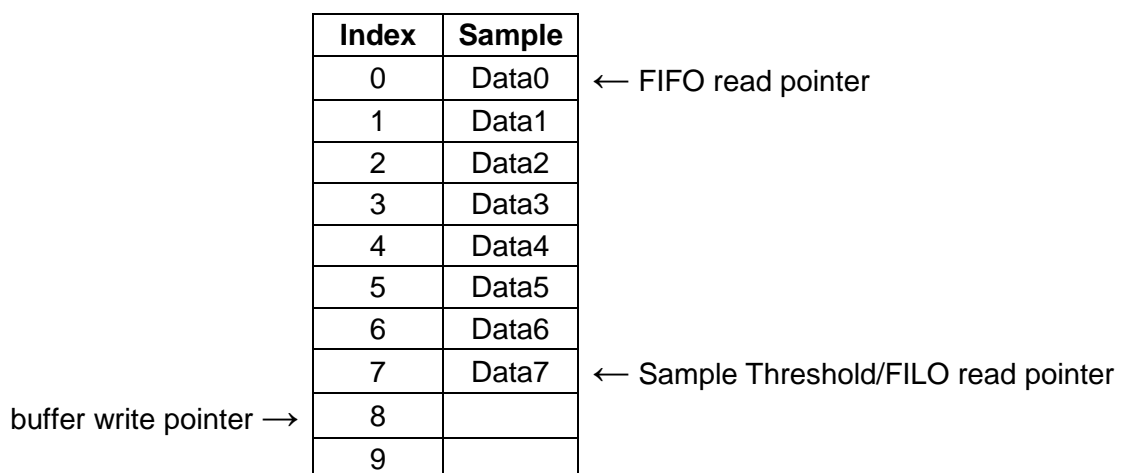 Index Sample
0 Data0 ← FIFO read pointer
1 Data1
2 Data2
3 Data3
4 Data4
5 Data5
6 Data6
7 Data7 ← Sample Threshold/FILO read pointer
buffer write pointer → 8
9